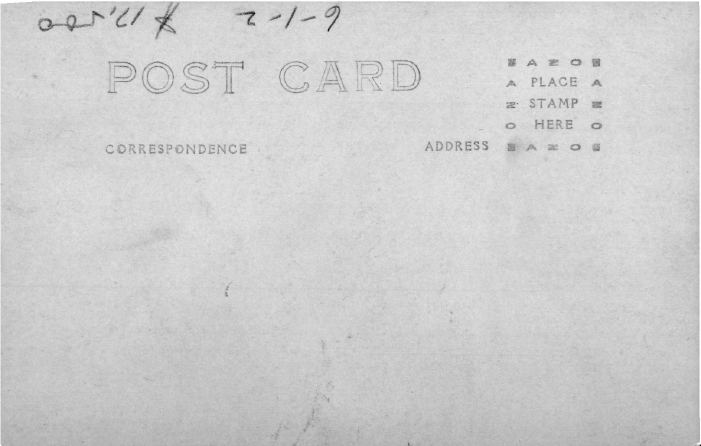 POST CARD
CORRESPONDENCE
ADDRESS
A Z O
A PLACE A
Z STAMP Z
O HERE O
A Z O